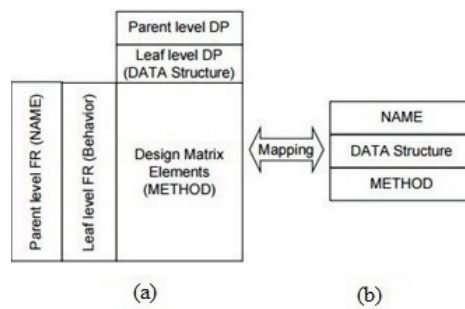 Parent level DP
Leaf level DP
(DATA Structure)
Parent level FR (NAME)
Leaf level FR (Behavior)
Design Matrix
Elements
(METHOD)
Mapping
NAME
DATA Structure
METHOD
(a)
(b)